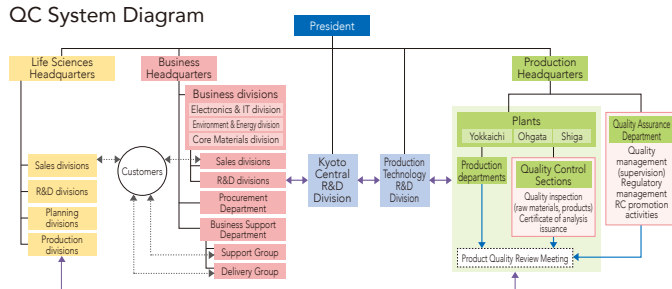 QC System Diagram
President
Life Sciences
Headquarters
Business
Headquarters
Production
Headquarters
Business divisions
Electronics & IT division
Environment & Energy division
Core Materials division
Sales divisions
R&D divisions
Planning
divisions
Production
divisions
Customers
Sales divisions
R&D divisions
Procurement
Department
Business Support
Department
Support Group
Delivery Group
Kyoto
Central
R&D
Division
Production
Technology
R&D
Division
Plants
Yokkaichi
Ohgata
Shiga
Production
departments
Quality Control
Sections
Quality inspection
(raw materials, products)
Certificate of analysis
issuance
Product Quality Review Meeting
Quality Assurance
Department
Quality
management
(supervision)
Regulatory
management
RC promotion
activities